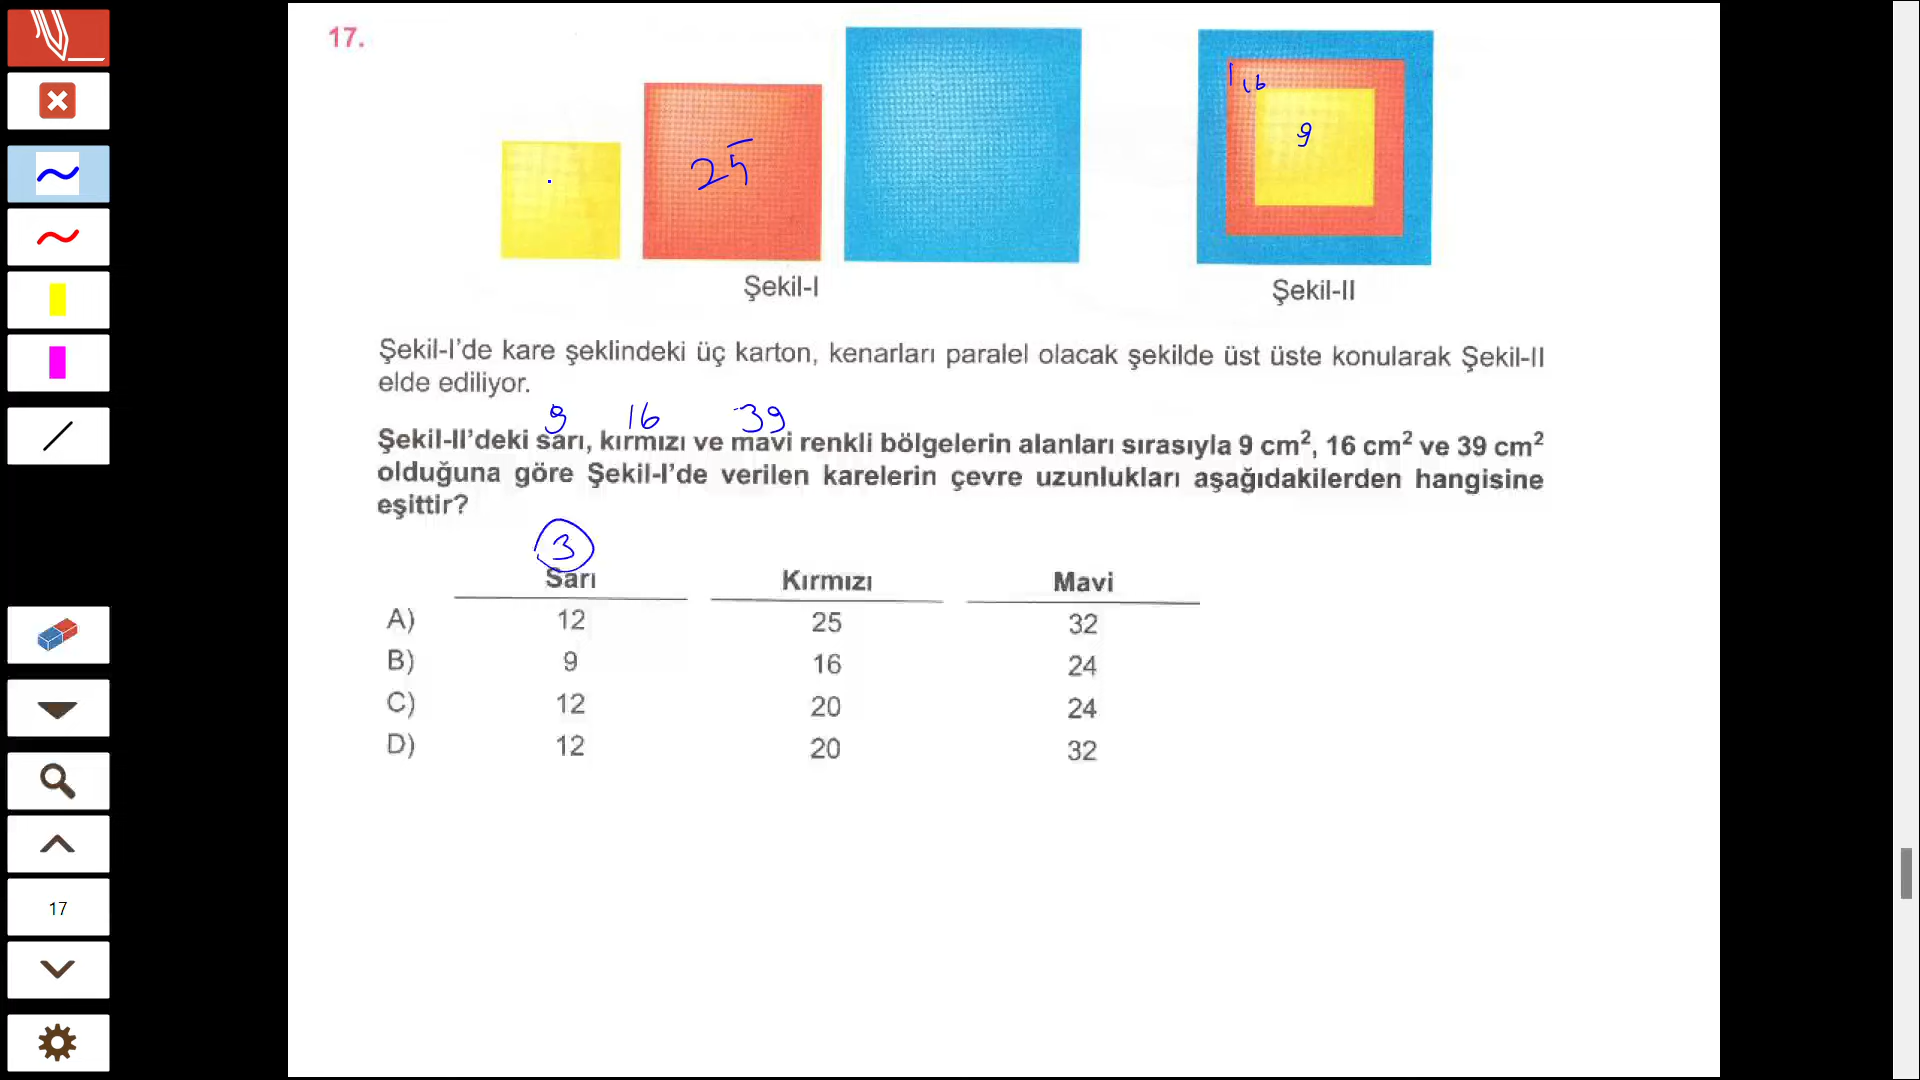 17.
25
16
9
Şekil-I
Şekil-II
Şekil-I'de kare şeklindeki üç karton, kenarları paralel olacak şekilde üst üste konularak Şekil-II
elde ediliyor.
9 16 39
Şekil-II'deki sarı, kırmızı ve mavi renkli bölgelerin alanları sırasıyla 9 cm², 16 cm² ve 39 cm²
olduğuna göre Şekil-I'de verilen karelerin çevre uzunlukları aşağıdakilerden hangisine
eşittir?
3
Sarı Kırmızı Mavi
A) 12 25 32
B) 9 16 24
C) 12 20 24
D) 12 20 32
17